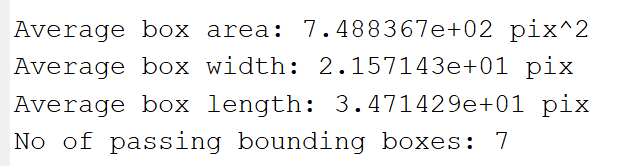 Average box area: 7.488367e+02 pix^2
Average box width: 2.157143e+01 pix
Average box length: 3.471429e+01 pix
No of passing bounding boxes: 7